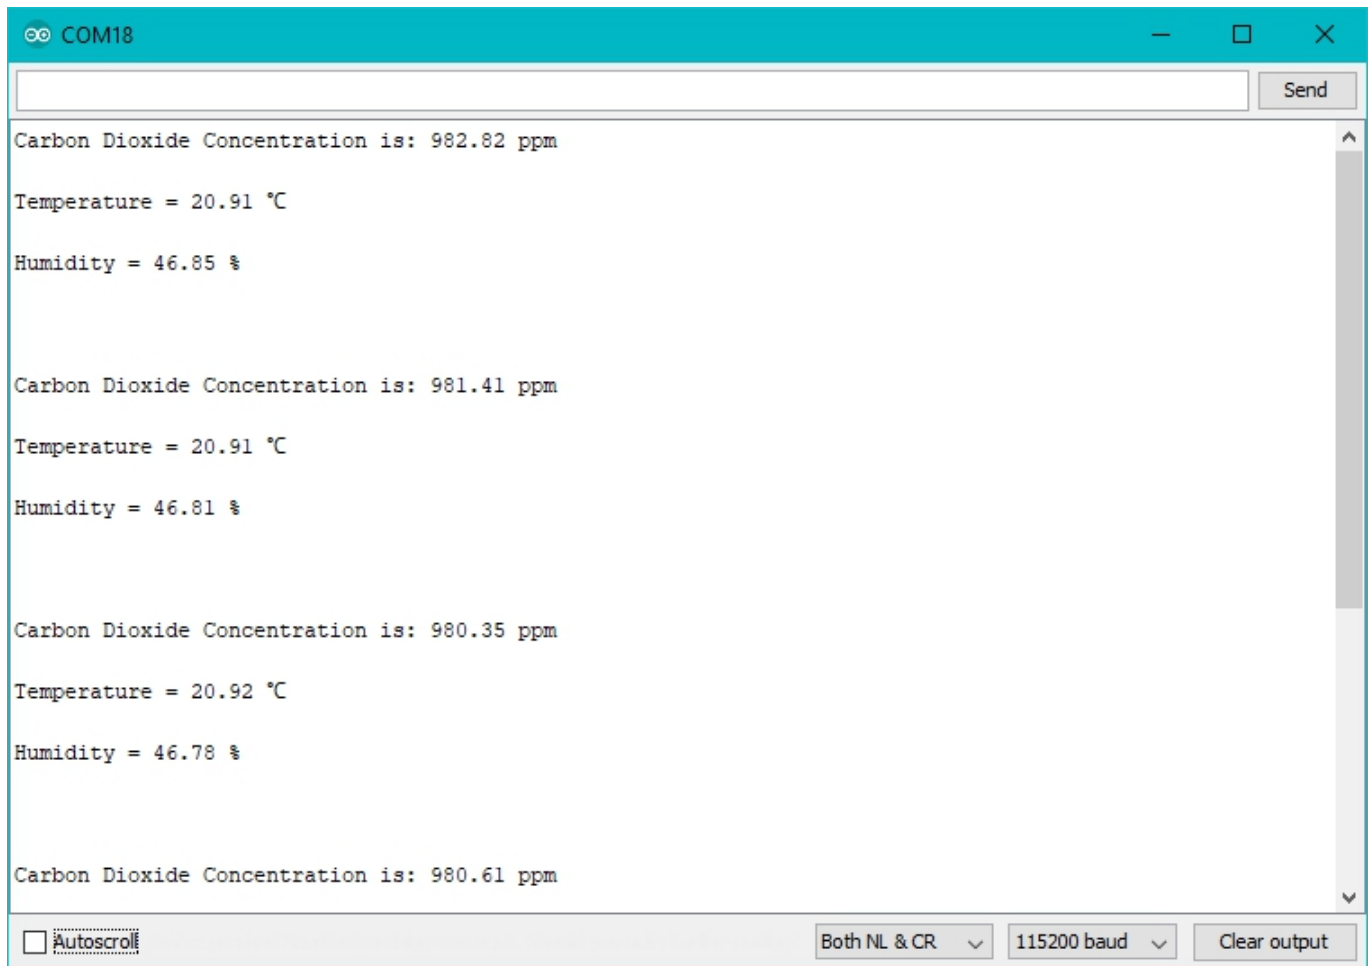 COM18
Send
Carbon Dioxide Concentration is: 982.82 ppm
Temperature = 20.91 ℃
Humidity = 46.85 %
Carbon Dioxide Concentration is: 981.41 ppm
Temperature = 20.91 ℃
Humidity = 46.81 %
Carbon Dioxide Concentration is: 980.35 ppm
Temperature = 20.92 ℃
Humidity = 46.78 %
Carbon Dioxide Concentration is: 980.61 ppm
Autoscroll Both NL & CR 115200 baud Clear output